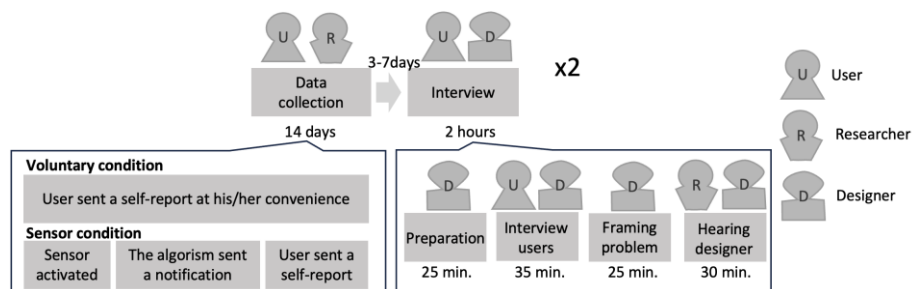 U R U D
3-7days
x2
Data
collection
Interview
14 days
2 hours
U User
R Researcher
D Designer
Voluntary condition
User sent a self-report at his/her convenience
Sensor condition
Sensor
activated
The algorism sent
a notification
User sent a
self-report
D U D D R D
Preparation
Interview
users
Framing
problem
Hearing
designer
25 min. 35 min. 25 min. 30 min.